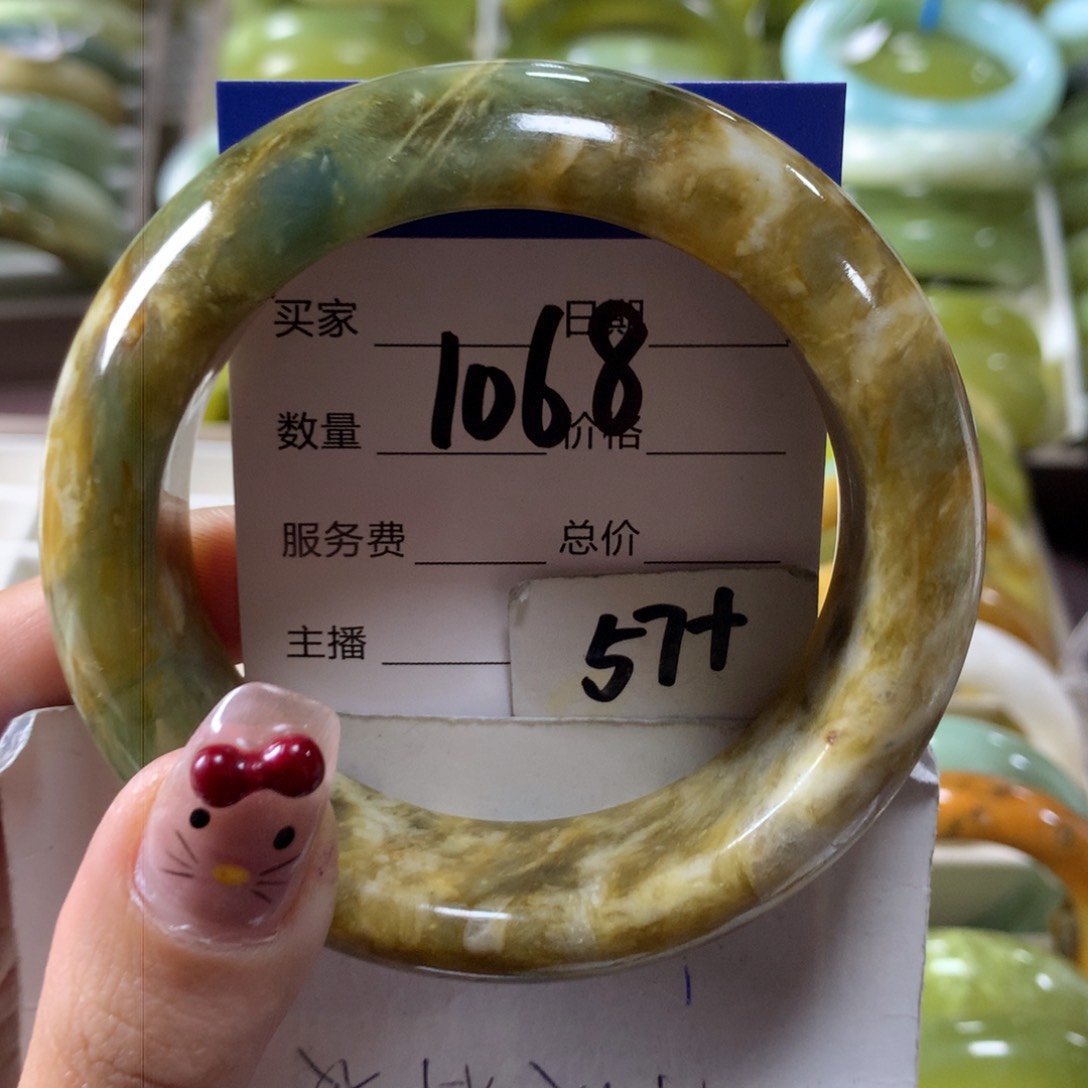 买家 日期
1068
数量 价格
服务费 总价
57+
主播